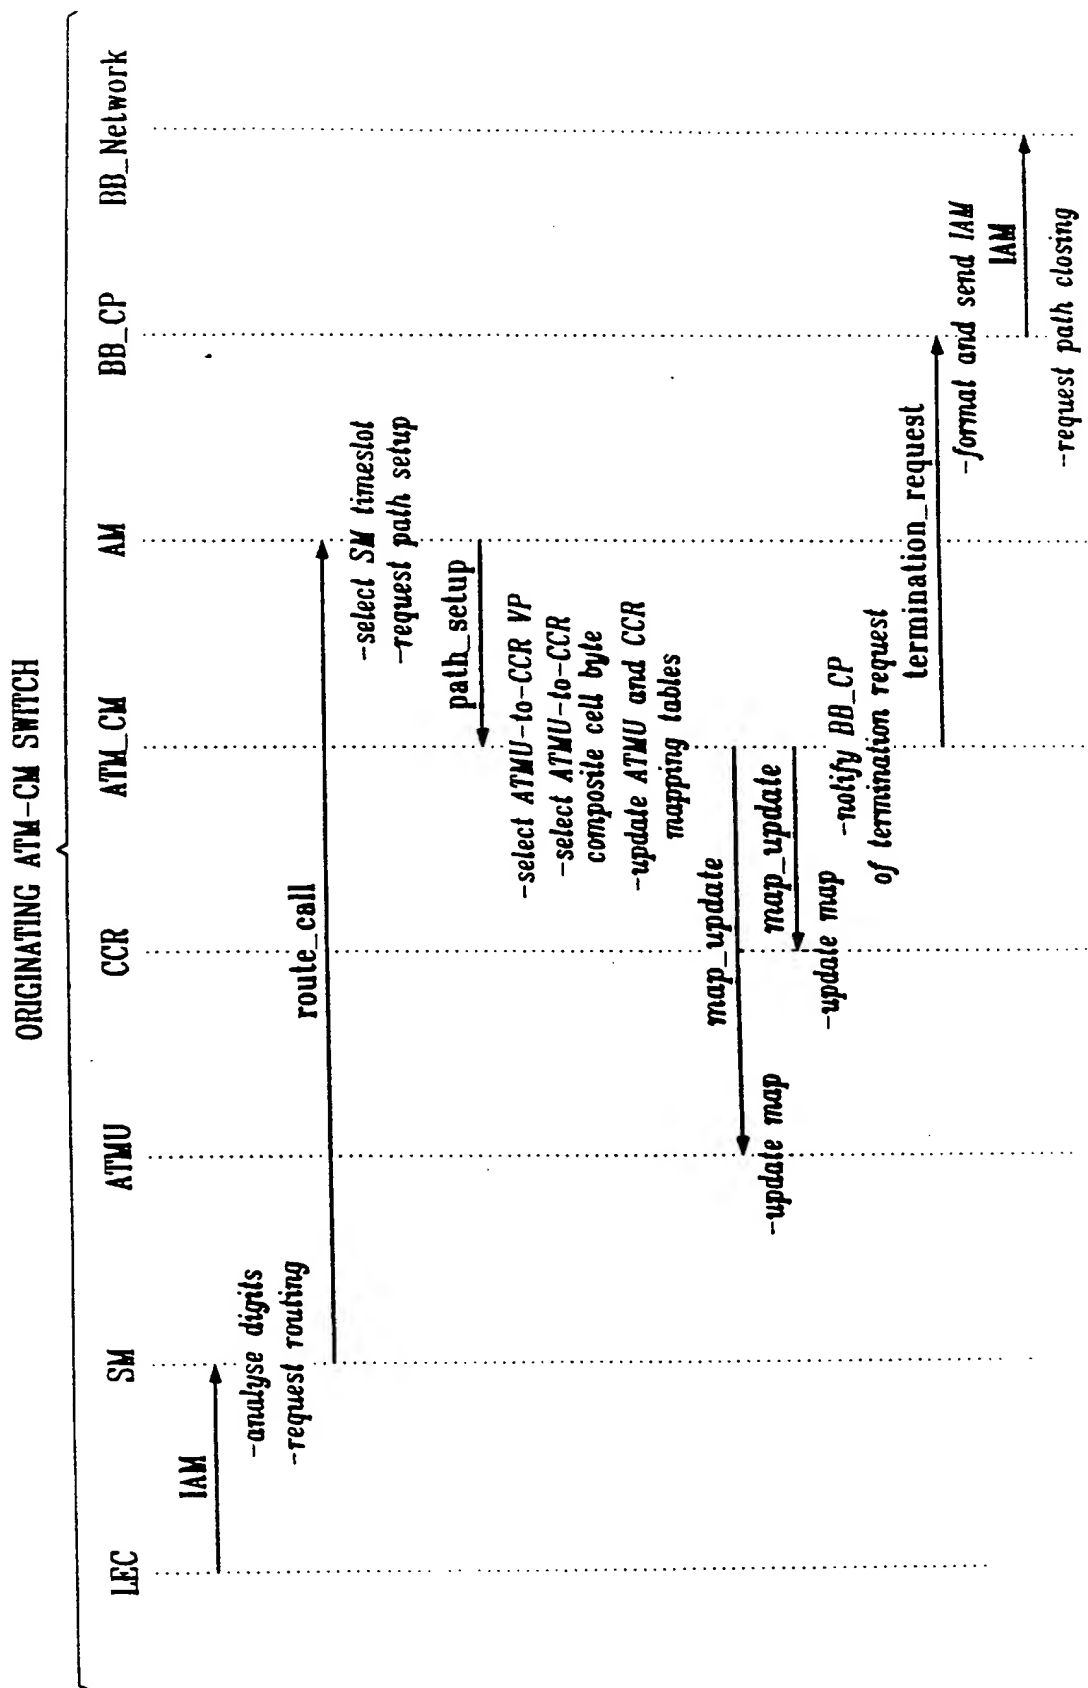 ORIGINATING ATM-CM SWITCH
LEC
SM
ATMU
CCR
ATM_CM
AM
BB_CP
BB_Network
IAM
-analyse digits
-request routing
route_call
-select SM timeslot
-request path setup
path_setup
-select ATMU-to-CCR VP
-select ATMU-to-CCR
composite cell byte
-update ATMU and CCR
mapping tables
map_update
-update map
map_update
-update map
-notify BB_CP
of termination request
termination_request
-formal and send IAM
IAM
-request path closing